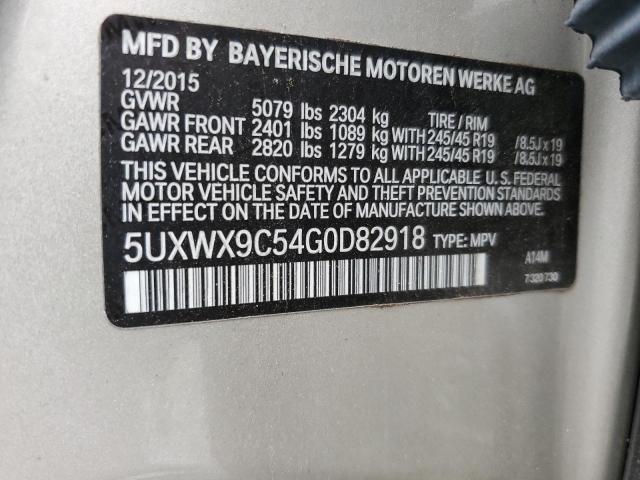 MFD BY BAYERISCHE MOTOREN WERKE AG
12/2015
GVWR 5079 lbs 2304 kg TIRE / RIM
GAWR FRONT 2401 lbs 1089 kg WITH 245/45 R19 /8.5J x 19
GAWR REAR 2820 lbs 1279 kg WITH 245/45 R19 /8.5J x 19
THIS VEHICLE CONFORMS TO ALL APPLICABLE U.S. FEDERAL
MOTOR VEHICLE SAFETY AND THEFT PREVENTION STANDARDS
IN EFFECT ON THE DATE OF MANUFACTURE
5UXWX9C54G0D82918 TYPE: MPV A14M
7320730